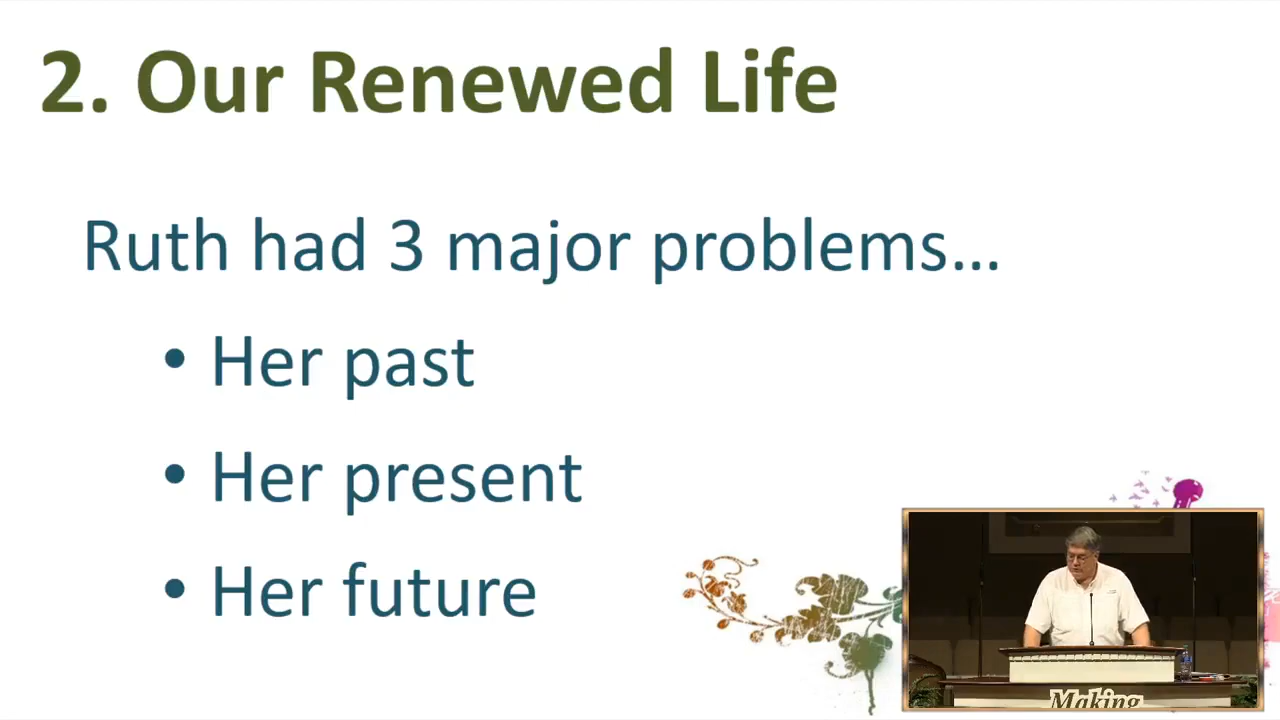 2. Our Renewed Life
Ruth had 3 major problems...
• Her past
• Her present
• Her future
Making